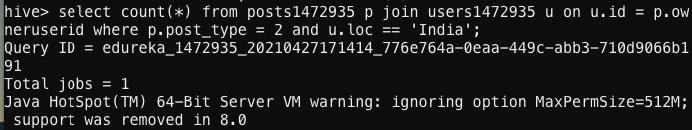 hive> select count(*) from posts1472935 p join users1472935 u on u.id = p.ow
neruserid where p.post_type = 2 and u.loc == 'India';
Query ID = edureka_1472935_20210427171414_776e764a-0eaa-449c-abb3-710d9066b1
91
Total jobs = 1
Java HotSpot(TM) 64-Bit Server VM warning: ignoring option MaxPermSize=512M;
 support was removed in 8.0